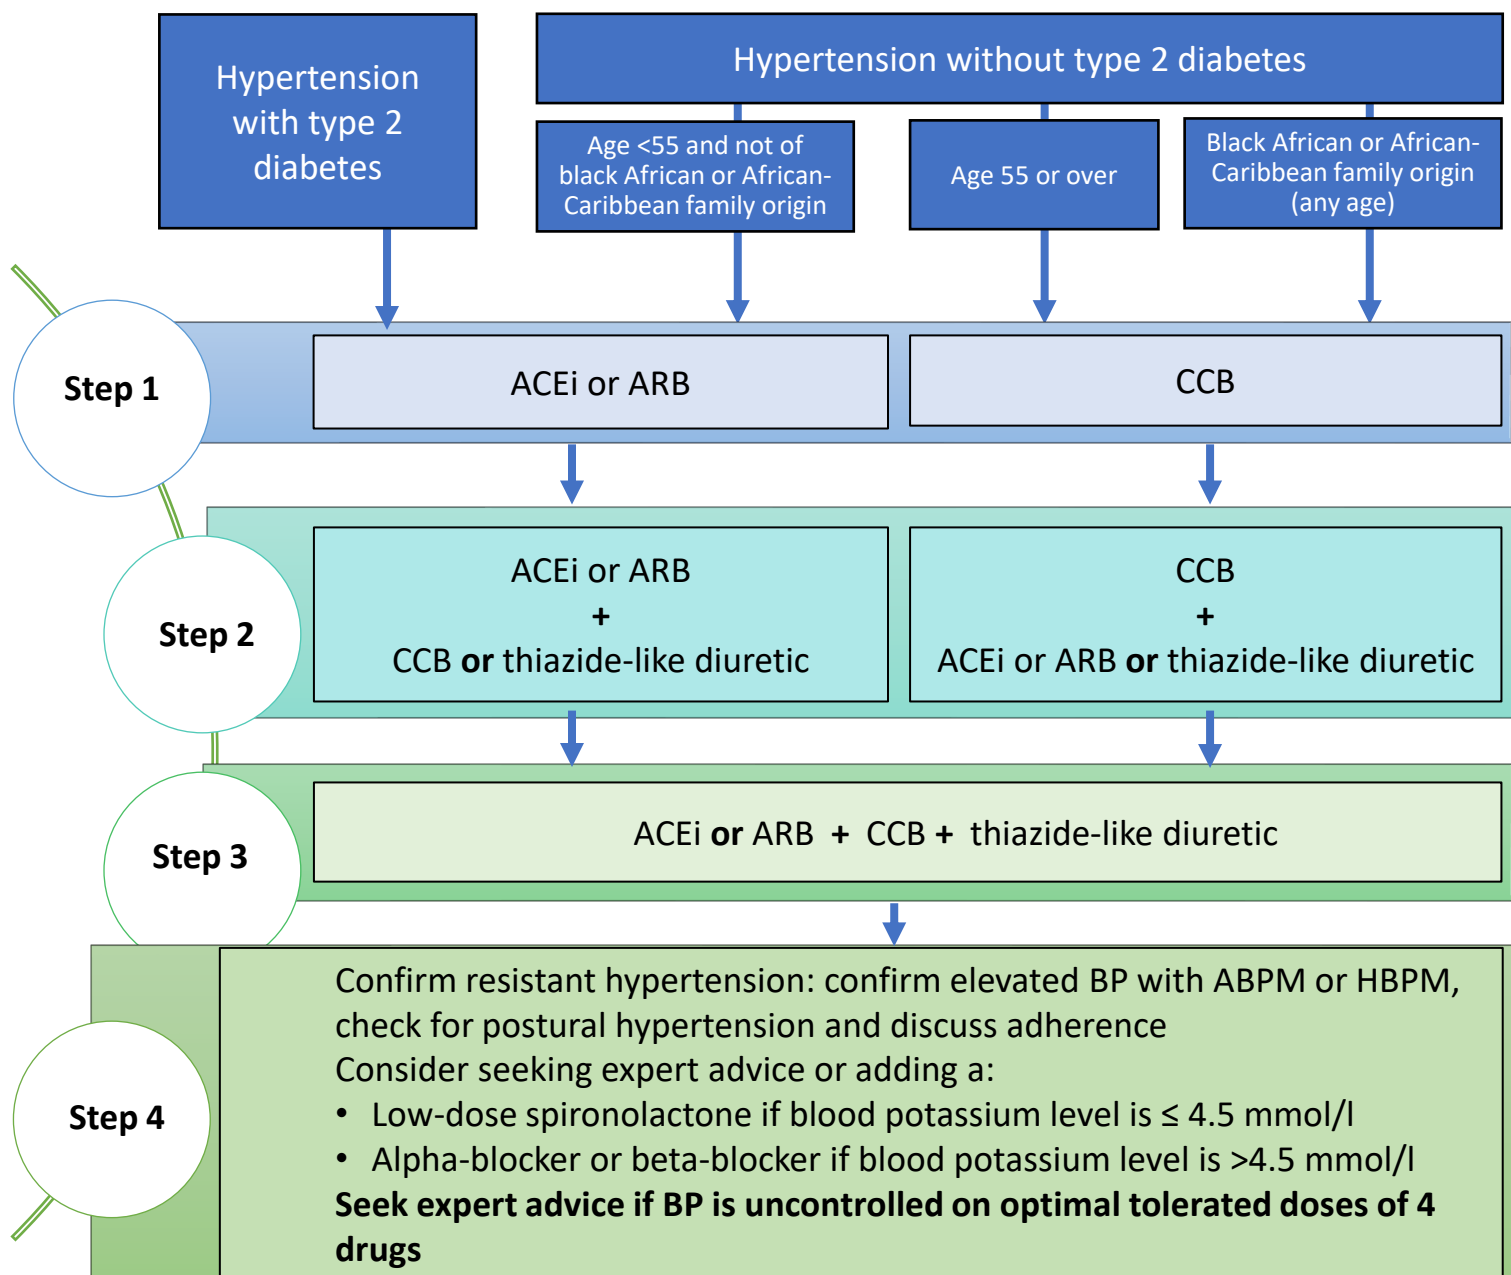 Hypertension
with type 2
diabetes
Hypertension without type 2 diabetes
Age <55 and not of
black African or African-
Caribbean family origin
Age 55 or over
Black African or African-
Caribbean family origin
(any age)
Step 1
ACEi or ARB
CCB
Step 2
ACEi or ARB
+
CCB or thiazide-like diuretic
CCB
+
ACEi or ARB or thiazide-like diuretic
Step 3
ACEi or ARB + CCB + thiazide-like diuretic
Step 4
Confirm resistant hypertension: confirm elevated BP with ABPM or HBPM,
check for postural hypertension and discuss adherence
Consider seeking expert advice or adding a:
• Low-dose spironolactone if blood potassium level is ≤ 4.5 mmol/l
• Alpha-blocker or beta-blocker if blood potassium level is >4.5 mmol/l
Seek expert advice if BP is uncontrolled on optimal tolerated doses of 4
drugs